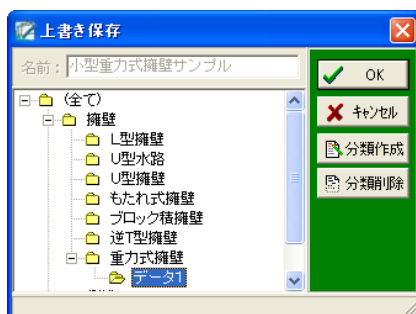 上書き保存
名前： 小型重力式擁壁サンプル
(全て)
擁壁
L型擁壁
U型水路
U型擁壁
もたれ式擁壁
ブロック積擁壁
逆T型擁壁
重力式擁壁
データ1
OK
キャンセル
分類作成
分類削除